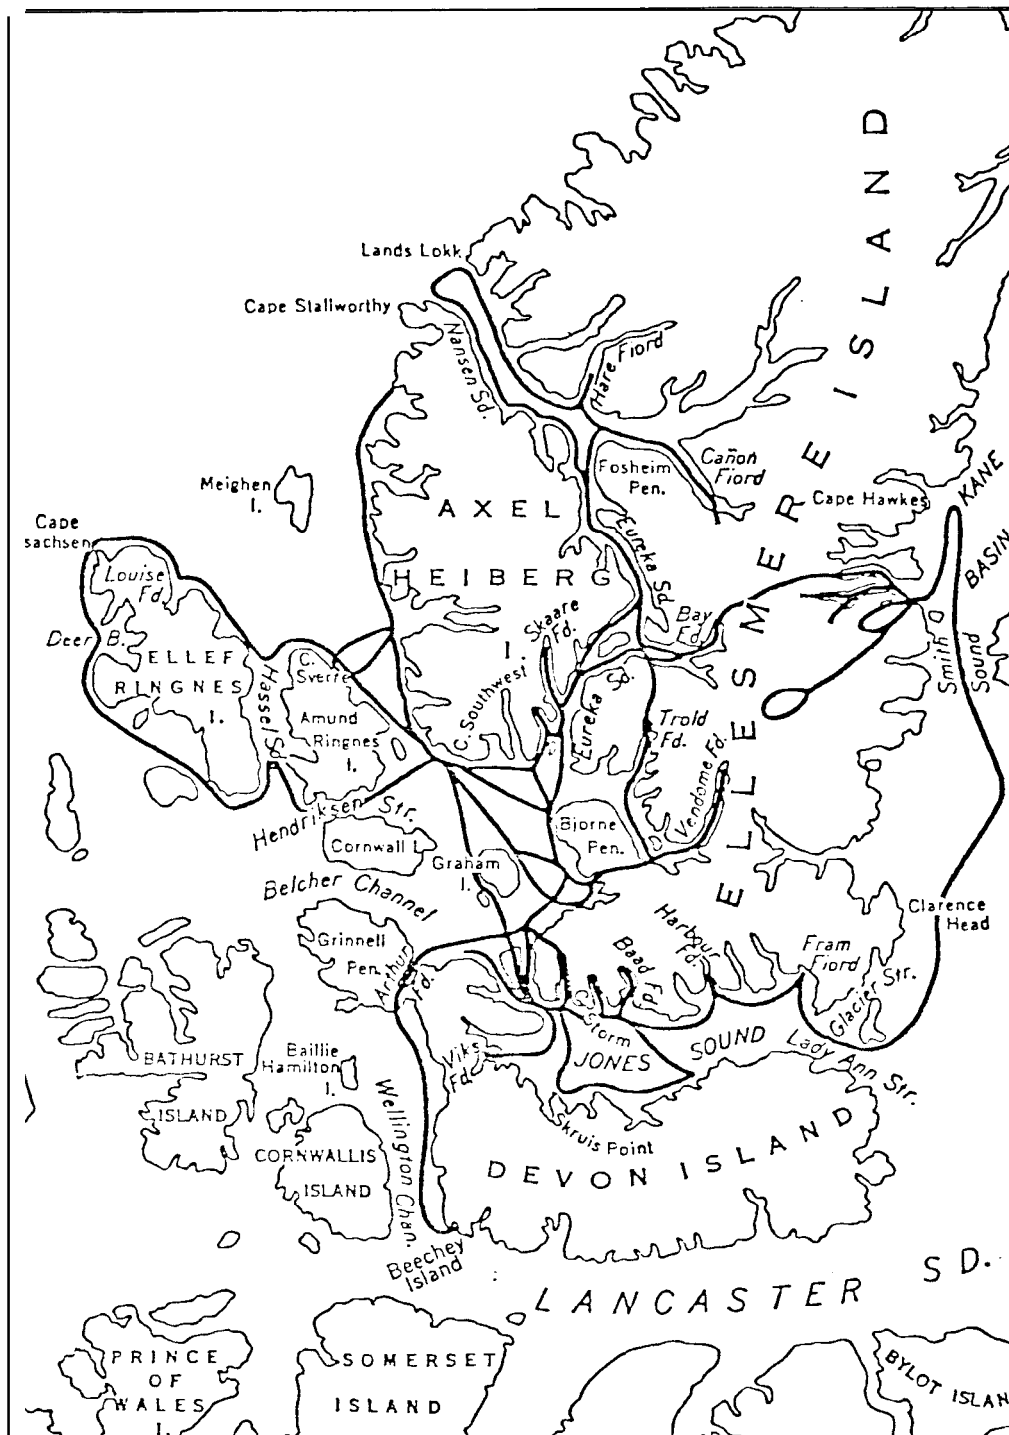 Lands Lokk
Cape Stallworthy
Nansen Sd.
Hare Fiord
Cañon
Fiord
Fosheim
Pen.
ELLESMERE ISLAND
Cape Hawkes
KANE
BASIN
Meighen
I.
AXEL
HEIBERG
I.
Eureka Sd.
Bay
Fd.
Skaare
Fd.
Cape
sachsen
Louise
Fd.
Deer B.
ELLEF
RINGNES
I.
Hassel Sd.
C.
Sverre
Amund
Ringnes
I.
C. Southwest
Eureka Sd.
Trold
Fd.
Vendome Fd.
Smith
Sound
Hendriksen Str.
Cornwall I.
Graham
I.
Bjorne
Pen.
Belcher Channel
Grinnell
Pen.
Arthur
Fd.
Baad Fd.
Harbour
Fd.
Fram
Fiord
Glacier Str.
Clarence
Head
C. Storm
JONES SOUND
Lady Ann Str.
Viks
Fd.
Skruis Point
BATHURST
ISLAND
Baillie
Hamilton
I.
CORNWALLIS
ISLAND
Wellington Chan.
Beechey
Island
DEVON ISLAND
LANCASTER SD.
PRINCE
OF
WALES
I.
SOMERSET
ISLAND
BYLOT ISLAN